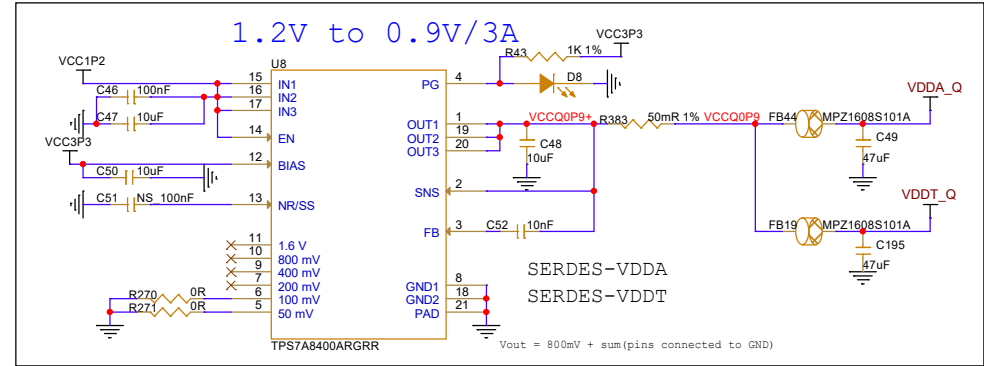 1.2V to 0.9V/3A
VCC3P3
R43 1K 1%
VCC1P2
U8
C46 100nF
15 IN1
16 IN2
17 IN3
PG 4
D8
VDDA_Q
C47 10uF
14 EN
OUT1 1
OUT2 19
OUT3 20
VCCQ0P9+
R383 50mR 1%
VCCQ0P9
FB44 MPZ1608S101A
C48
10uF
C49
47uF
VCC3P3
12 BIAS
C50 10uF
SNS 2
VDDT_Q
C51 NS_100nF
13 NR/SS
FB 3
C52 10nF
FB19 MPZ1608S101A
C195
47uF
11 1.6 V
10 800 mV
9 400 mV
7 200 mV
6 100 mV
5 50 mV
R270 0R
R271 0R
GND1 8
GND2 18
PAD 21
SERDES-VDDA
SERDES-VDDT
TPS7A8400ARGRR
Vout = 800mV + sum(pins connected to GND)